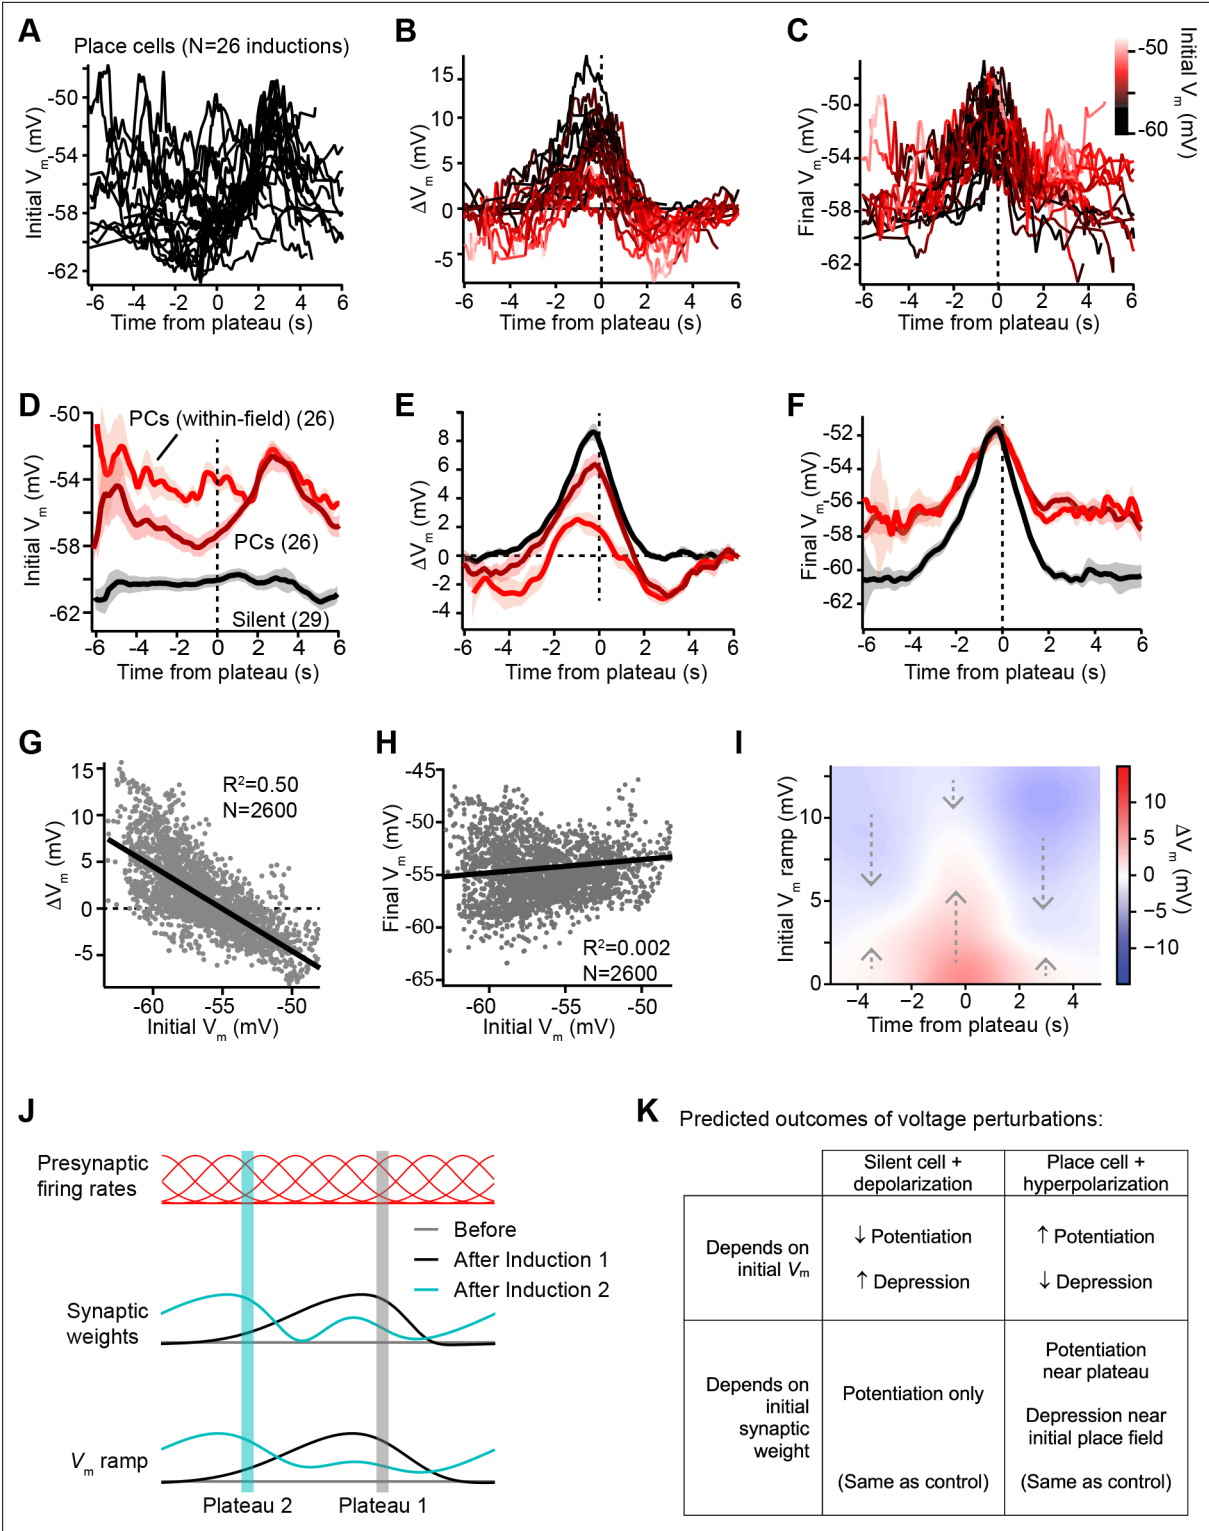 A
Place cells (N=26 inductions)
Initial Vm (mV)
-50
-54
-58
-62
-6 -4 -2 0 2 4 6
Time from plateau (s)
B
ΔVm (mV)
15
10
5
0
-5
-6 -4 -2 0 2 4 6
Time from plateau (s)
C
Final Vm (mV)
-50
-54
-58
-62
-6 -4 -2 0 2 4 6
Time from plateau (s)
-50
-60
Initial Vm (mV)
D
PCs (within-field) (26)
PCs (26)
Silent (29)
Initial Vm (mV)
-50
-54
-58
-62
-6 -4 -2 0 2 4 6
Time from plateau (s)
E
ΔVm (mV)
8
6
4
2
0
-2
-4
-6 -4 -2 0 2 4 6
Time from plateau (s)
F
Final Vm (mV)
-52
-56
-58
-60
-62
-6 -4 -2 0 2 4 6
Time from plateau (s)
G
R²=0.50
N=2600
ΔVm (mV)
15
10
5
0
-5
-60 -55 -50
Initial Vm (mV)
H
Final Vm (mV)
-45
-50
-55
-60
-65
R²=0.002
N=2600
-60 -55 -50
Initial Vm (mV)
I
Initial Vm ramp (mV)
10
5
0
−4 −2 0 2 4
Time from plateau (s)
10
5
0
−5
−10
ΔVm (mV)
J
Presynaptic
firing rates
Before
After Induction 1
After Induction 2
Synaptic
weights
Vm ramp
Plateau 2 Plateau 1
K
Predicted outcomes of voltage perturbations:
Silent cell +
depolarization
Place cell +
hyperpolarization
Depends on
initial Vm
↓ Potentiation
↑ Depression
↑ Potentiation
↓ Depression
Depends on
initial
synaptic
weight
Potentiation only
(Same as control)
Potentiation
near plateau
Depression near
initial place field
(Same as control)